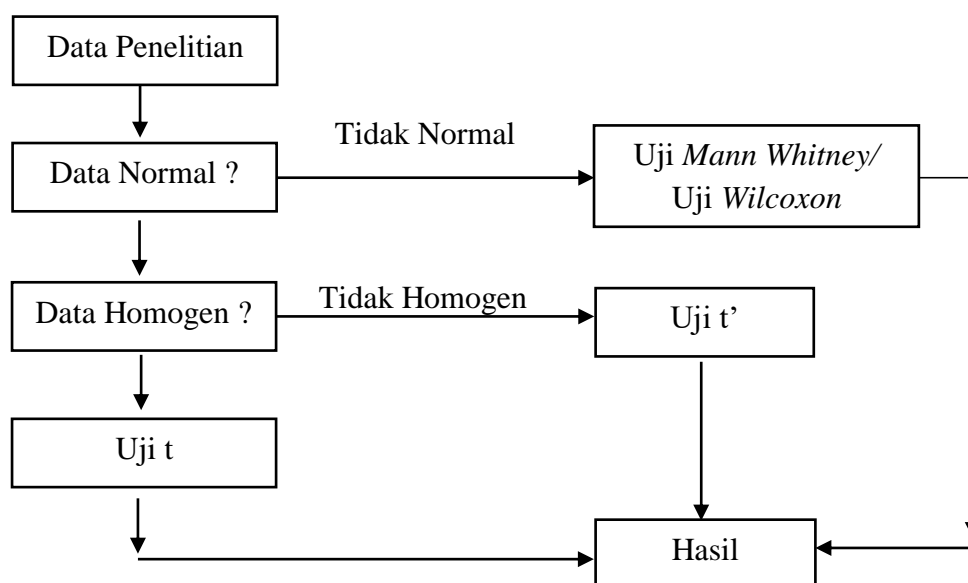 Data Penelitian
Tidak Normal
Data Normal ?
Uji Mann Whitney/
Uji Wilcoxon
Data Homogen ?
Tidak Homogen
Uji t’
Uji t
Hasil